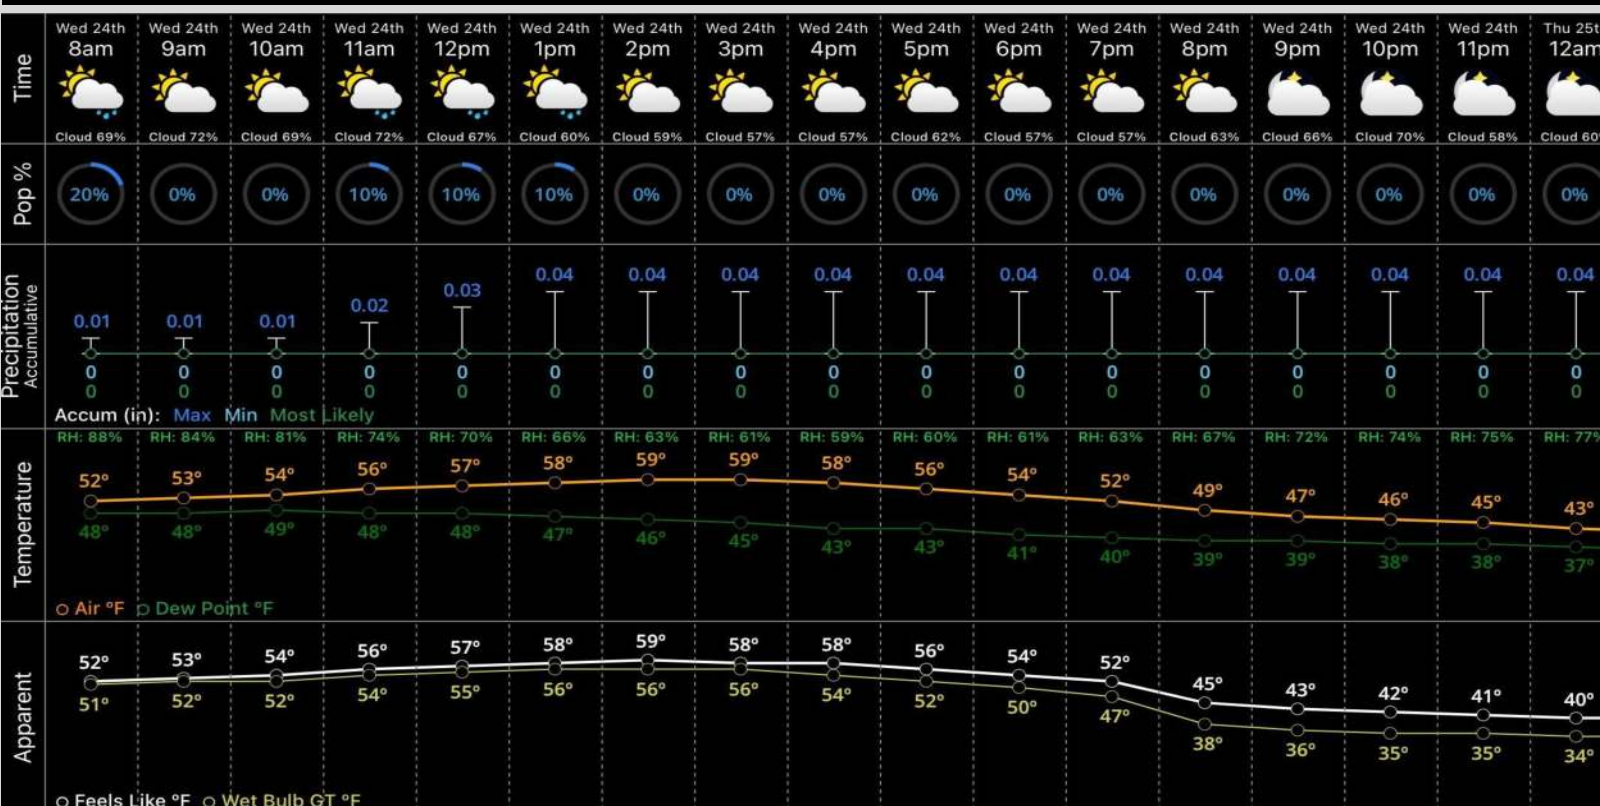 Wed 24th Wed 24th Wed 24th Wed 24th Wed 24th Wed 24th Wed 24th Wed 24th Wed 24th Wed 24th Wed 24th Wed 24th Wed 24th Wed 24th Wed 24th Wed 24th Thu 25t
8am 9am 10am 11am 12pm 1pm 2pm 3pm 4pm 5pm 6pm 7pm 8pm 9pm 10pm 11pm 12am
Time
Cloud 69% Cloud 72% Cloud 69% Cloud 72% Cloud 67% Cloud 60% Cloud 59% Cloud 57% Cloud 57% Cloud 62% Cloud 57% Cloud 57% Cloud 63% Cloud 66% Cloud 70% Cloud 58% Cloud 60
Pop %
20% 0% 0% 10% 10% 10% 0% 0% 0% 0% 0% 0% 0% 0% 0% 0% 0%
Precipitation
Accumulative
0.01 0.01 0.01 0.02 0.03 0.04 0.04 0.04 0.04 0.04 0.04 0.04 0.04 0.04 0.04 0.04 0.04
0 0 0 0 0 0 0 0 0 0 0 0 0 0 0 0 0
0 0 0 0 0 0 0 0 0 0 0 0 0 0 0 0 0
Accum (in): Max Min Most Likely
RH: 88% RH: 84% RH: 81% RH: 74% RH: 70% RH: 66% RH: 63% RH: 61% RH: 59% RH: 60% RH: 61% RH: 63% RH: 67% RH: 72% RH: 74% RH: 75% RH: 77%
Temperature
52° 53° 54° 56° 57° 58° 59° 59° 58° 56° 54° 52° 49° 47° 46° 45° 43°
48° 48° 49° 48° 48° 47° 46° 45° 43° 43° 41° 40° 39° 39° 38° 38° 37°
Air °F Dew Point °F
Apparent
52° 53° 54° 56° 57° 58° 59° 58° 58° 56° 54° 52° 45° 43° 42° 41° 40°
51° 52° 52° 54° 55° 56° 56° 56° 54° 52° 50° 47° 38° 36° 35° 35° 34°
Feels Like °F Wet Bulb GT °F